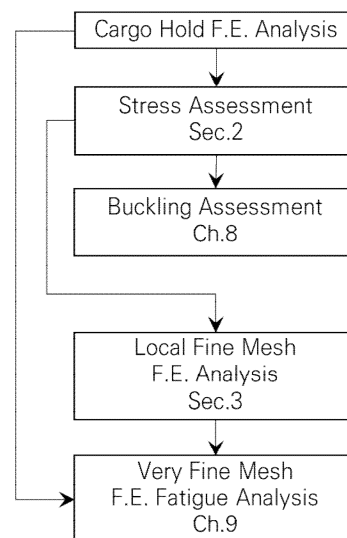 Cargo Hold F.E. Analysis
Stress Assessment
Sec.2
Buckling Assessment
Ch.8
Local Fine Mesh
F.E. Analysis
Sec.3
Very Fine Mesh
F.E. Fatigue Analysis
Ch.9